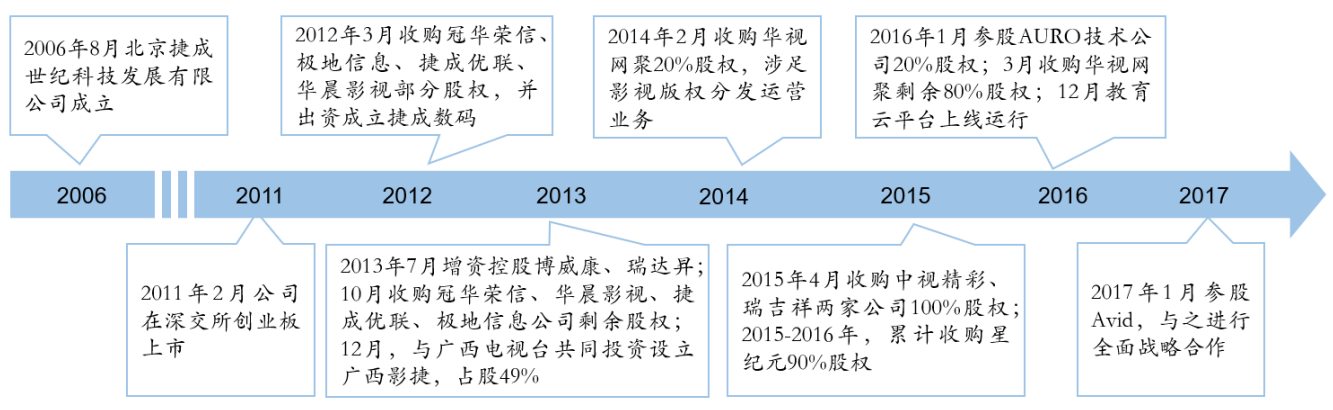 2006年8月北京捷成
世纪科技发展有限
公司成立
2012年3月收购冠华荣信、
极地信息、捷成优联、
华晨影视部分股权，并
出资成立捷成数码
2014年2月收购华视
网聚20%股权，涉足
影视版权分发运营
业务
2016年1月参股AURO技术公
司20%股权；3月收购华视网
聚剩余80%股权；12月教育
云平台上线运行
2006
2011
2012
2013
2014
2015
2016
2017
2011年2月公司
在深交所创业板
上市
2013年7月增资控股博威康、瑞达昇；
10月收购冠华荣信、华晨影视、捷
成优联、极地信息公司剩余股权；
12月，与广西电视台共同投资设立
广西影捷，占股49%
2015年4月收购中视精彩、
瑞吉祥两家公司100%股权；
2015-2016年，累计收购星
纪元90%股权
2017年1月参股
Avid，与之进行
全面战略合作